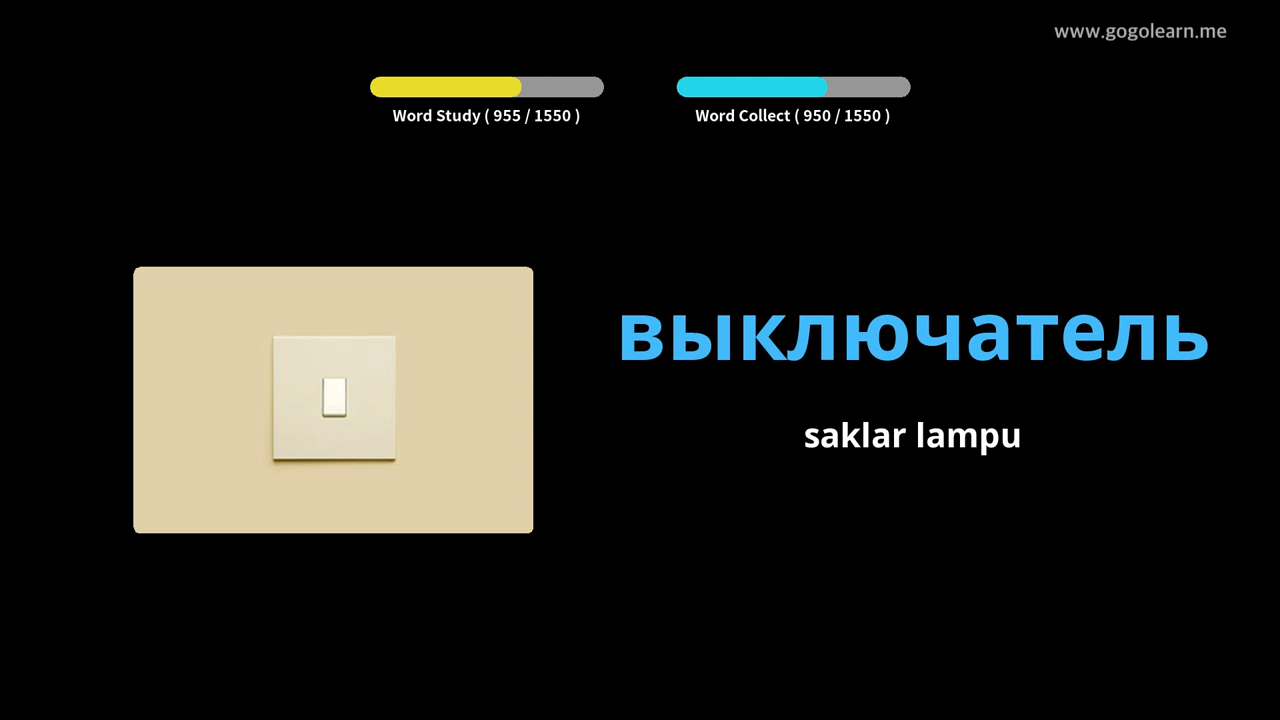 www.gogolearn.me
Word Study ( 955 / 1550 )
Word Collect ( 950 / 1550 )
выключатель
saklar lampu